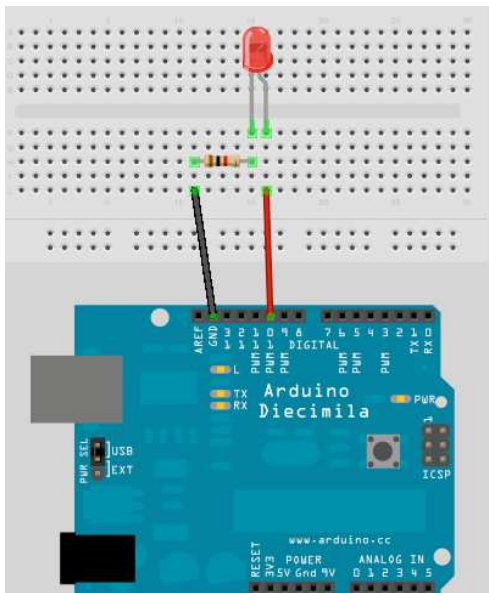 AREF
GND
13
12
11 PWM
10 PWM
9 PWM
8
7
6 PWM
5 PWM
4
3 PWM
2
TX 1
RX 0
DIGITAL
L
TX
RX
Arduino
Diecimila
PWR
PWR SEL
USB
EXT
1
ICSP
www.arduino.cc
POWER
ANALOG IN
RESET
3V3
5V Gnd 9V
0 1 2 3 4 5